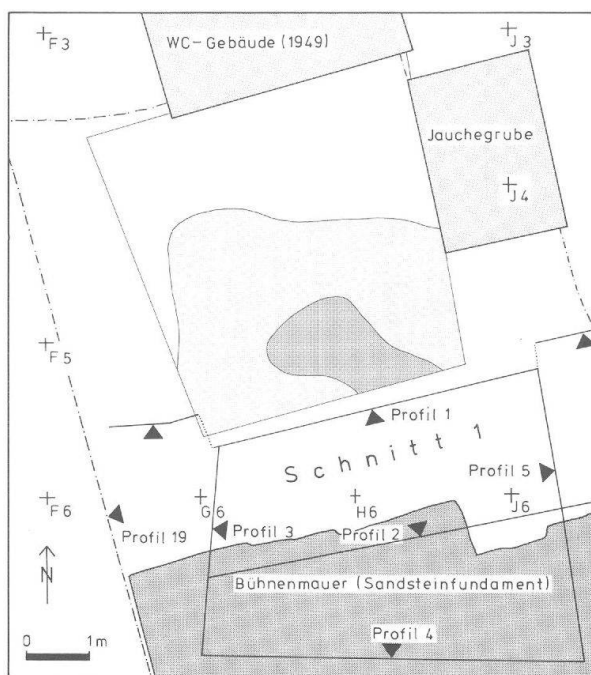 F3
WC-Gebäude (1949)
J3
Jauchegrube
J4
F5
Profil 1
Schnitt 1
Profil 5
F6
G6
H6
J6
Profil 19
Profil 3
Profil 2
Bühnenmauer (Sandsteinfundament)
N
Profil 4
0 1m